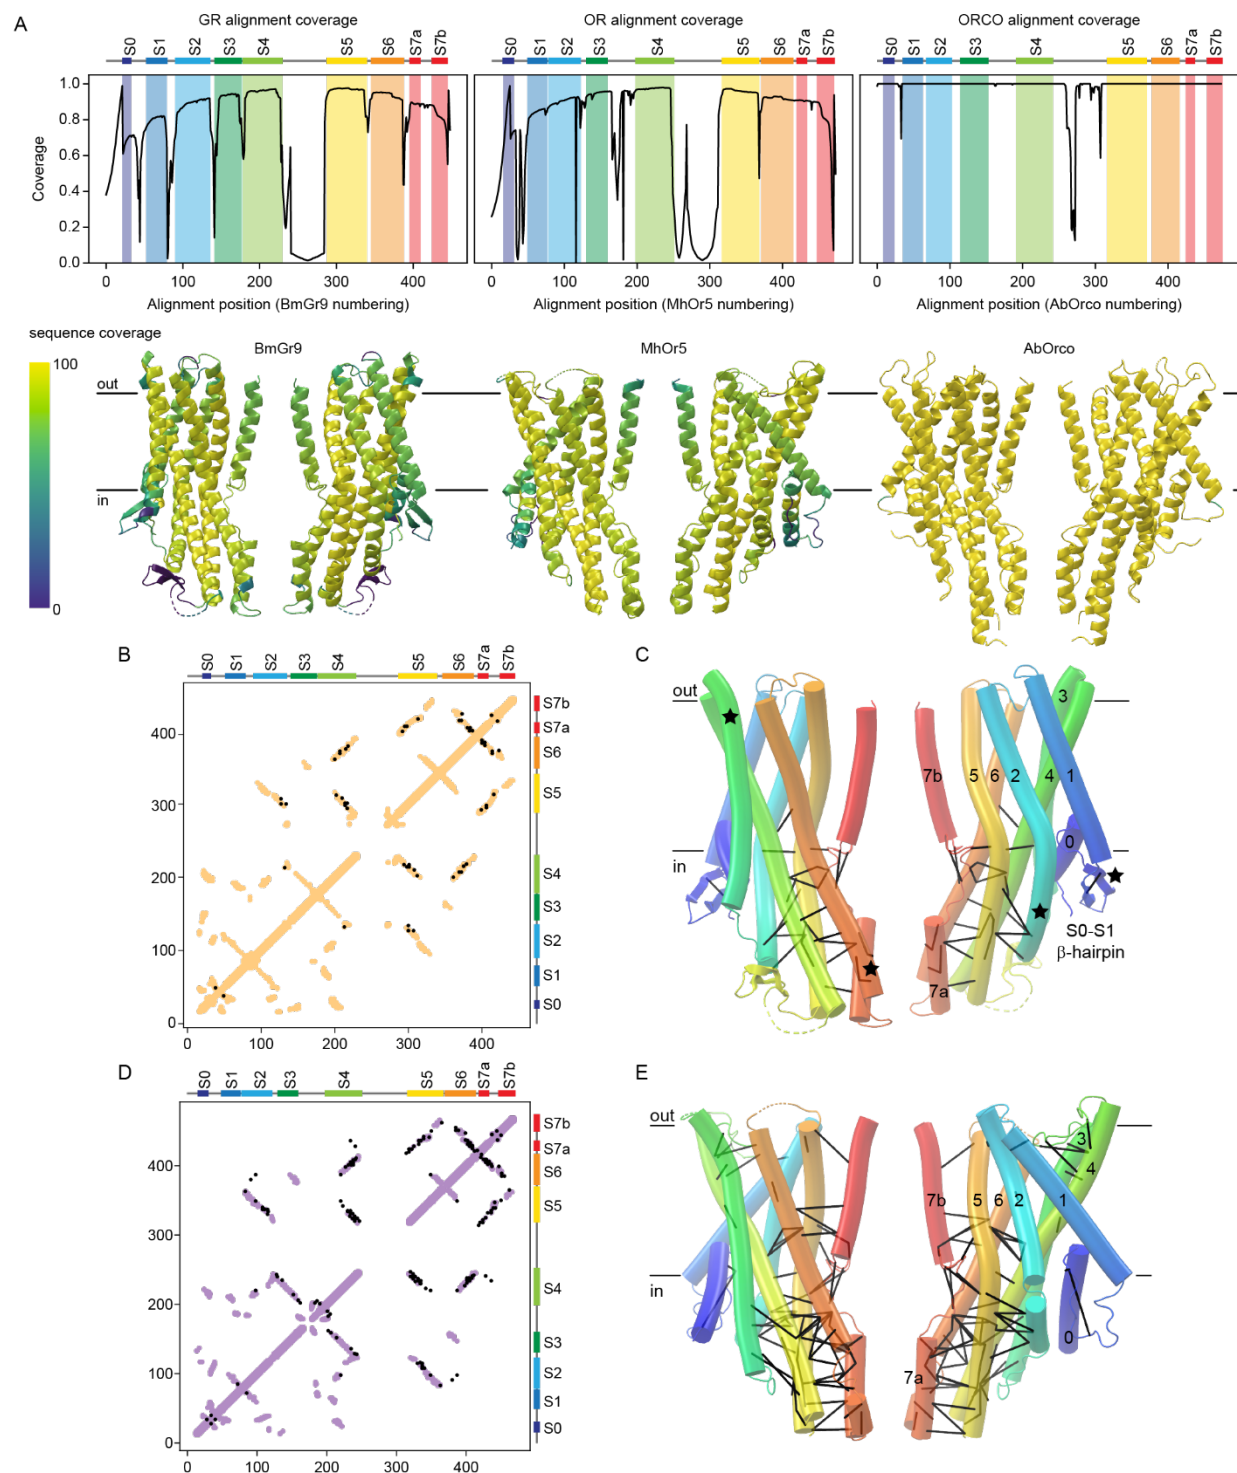 A
GR alignment coverage
OR alignment coverage
ORCO alignment coverage
S0 S1 S2 S3 S4 S5 S6 S7a S7b
S0 S1 S2 S3 S4 S5 S6 S7a S7b
S0 S1 S2 S3 S4 S5 S6 S7a S7b
Coverage
1.0
0.8
0.6
0.4
0.2
0.0
0 100 200 300 400
0 100 200 300 400
0 100 200 300 400
Alignment position (BmGr9 numbering)
Alignment position (MhOr5 numbering)
Alignment position (AbOrco numbering)
sequence coverage
100
0
BmGr9
MhOr5
AbOrco
out
in
B
S0 S1 S2 S3 S4 S5 S6 S7a S7b
400
300
200
100
0
0 100 200 300 400
S7b
S7a
S6
S5
S4
S3
S2
S1
S0
C
out
in
3
7b 5 6 2 4 1
0
7a
S0-S1
β-hairpin
D
S0 S1 S2 S3 S4 S5 S6 S7a S7b
400
300
200
100
0
0 100 200 300 400
S7b
S7a
S6
S5
S4
S3
S2
S1
S0
E
out
in
3
4
7b 5 6 2 1
0
7a